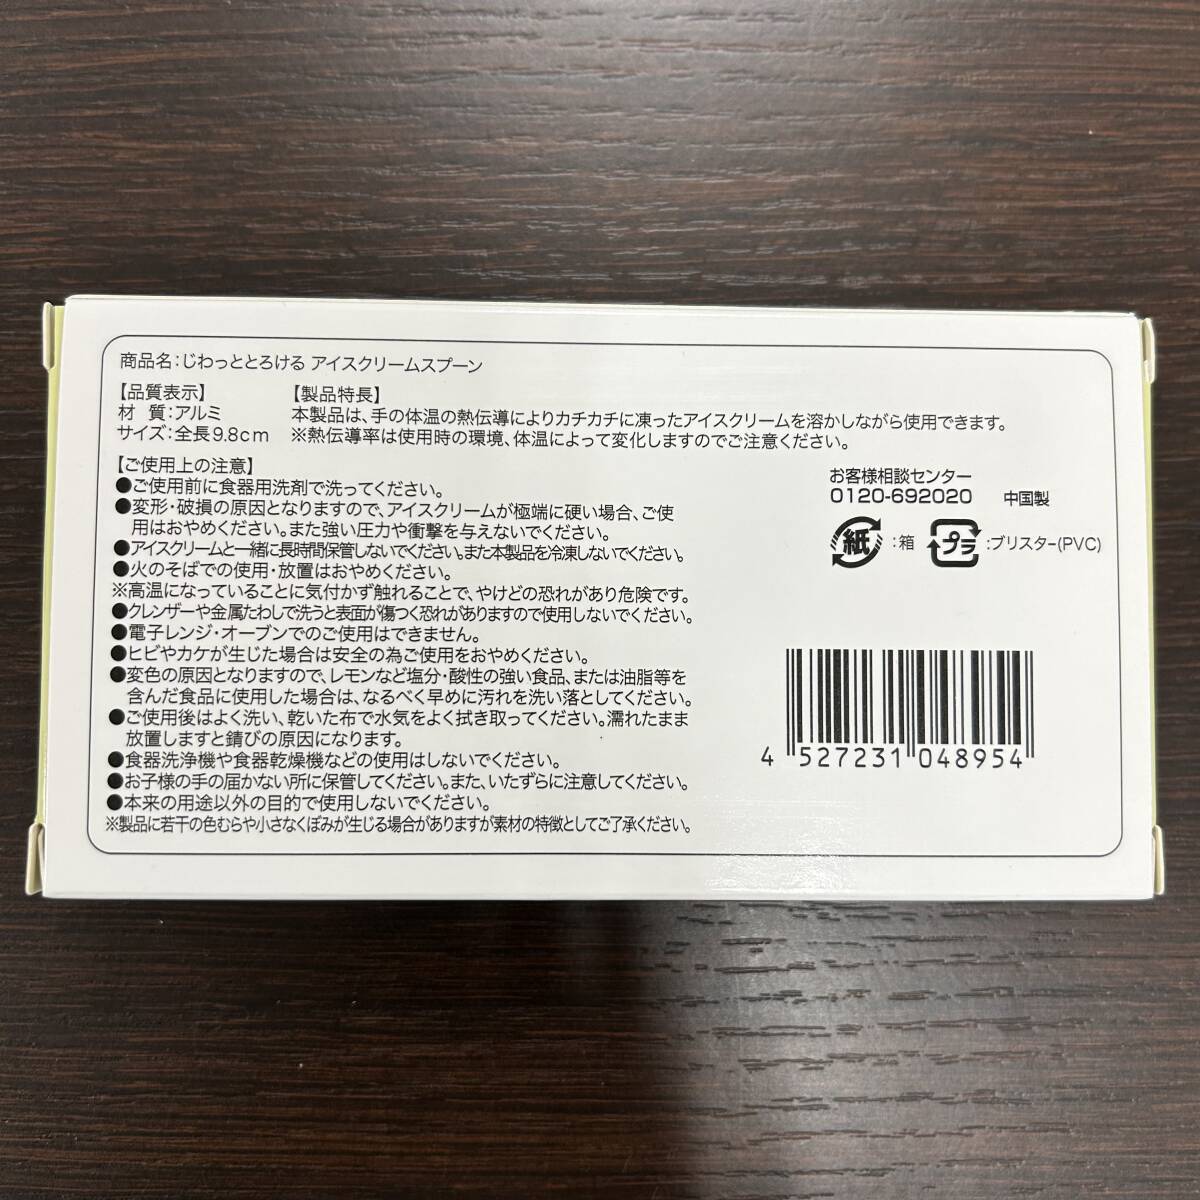 商品名:じわっととろける アイスクリームスプーン
【品質表示】
材 質:アルミ
サイズ:全長9.8cm
【製品特長】
本製品は、手の体温の熱伝導によりカチカチに凍ったアイスクリームを溶かしながら使用できます。
※熱伝導率は使用時の環境、体温によって変化しますのでご注意ください。
【ご使用上の注意】
●ご使用前に食器用洗剤で洗ってください。
●変形・破損の原因となりますので、アイスクリームが極端に硬い場合、ご使
用はおやめください。また強い圧力や衝撃を与えないでください。
●アイスクリームと一緒に長時間保管しないでください。また本製品を冷凍しないでください。
●火のそばでの使用・放置はおやめください。
※高温になっていることに気付かず触れることで、やけどの恐れがあり危険です。
●クレンザーや金属たわしで洗うと表面が傷つく恐れがありますので使用しないでください。
●電子レンジ・オーブンでのご使用はできません。
●ヒビやカケが生じた場合は安全の為ご使用をおやめください。
●変色の原因となりますので、レモンなど塩分・酸性の強い食品、または油脂等を
含んだ食品に使用した場合は、なるべく早めに汚れを洗い落としてください。
●ご使用後はよく洗い、乾いた布で水気をよく拭き取ってください。濡れたまま
放置しますと錆びの原因になります。
●食器洗浄機や食器乾燥機などの使用はしないでください。
●お子様の手の届かない所に保管してください。また、いたずらに注意してください。
●本来の用途以外の目的で使用しないでください。
※製品に若干の色むらや小さなくぼみが生じる場合がありますが素材の特徴としてご了承ください。
お客様相談センター
0120-692020 中国製
紙 :箱 プラ :ブリスター(PVC)
4 527231 048954